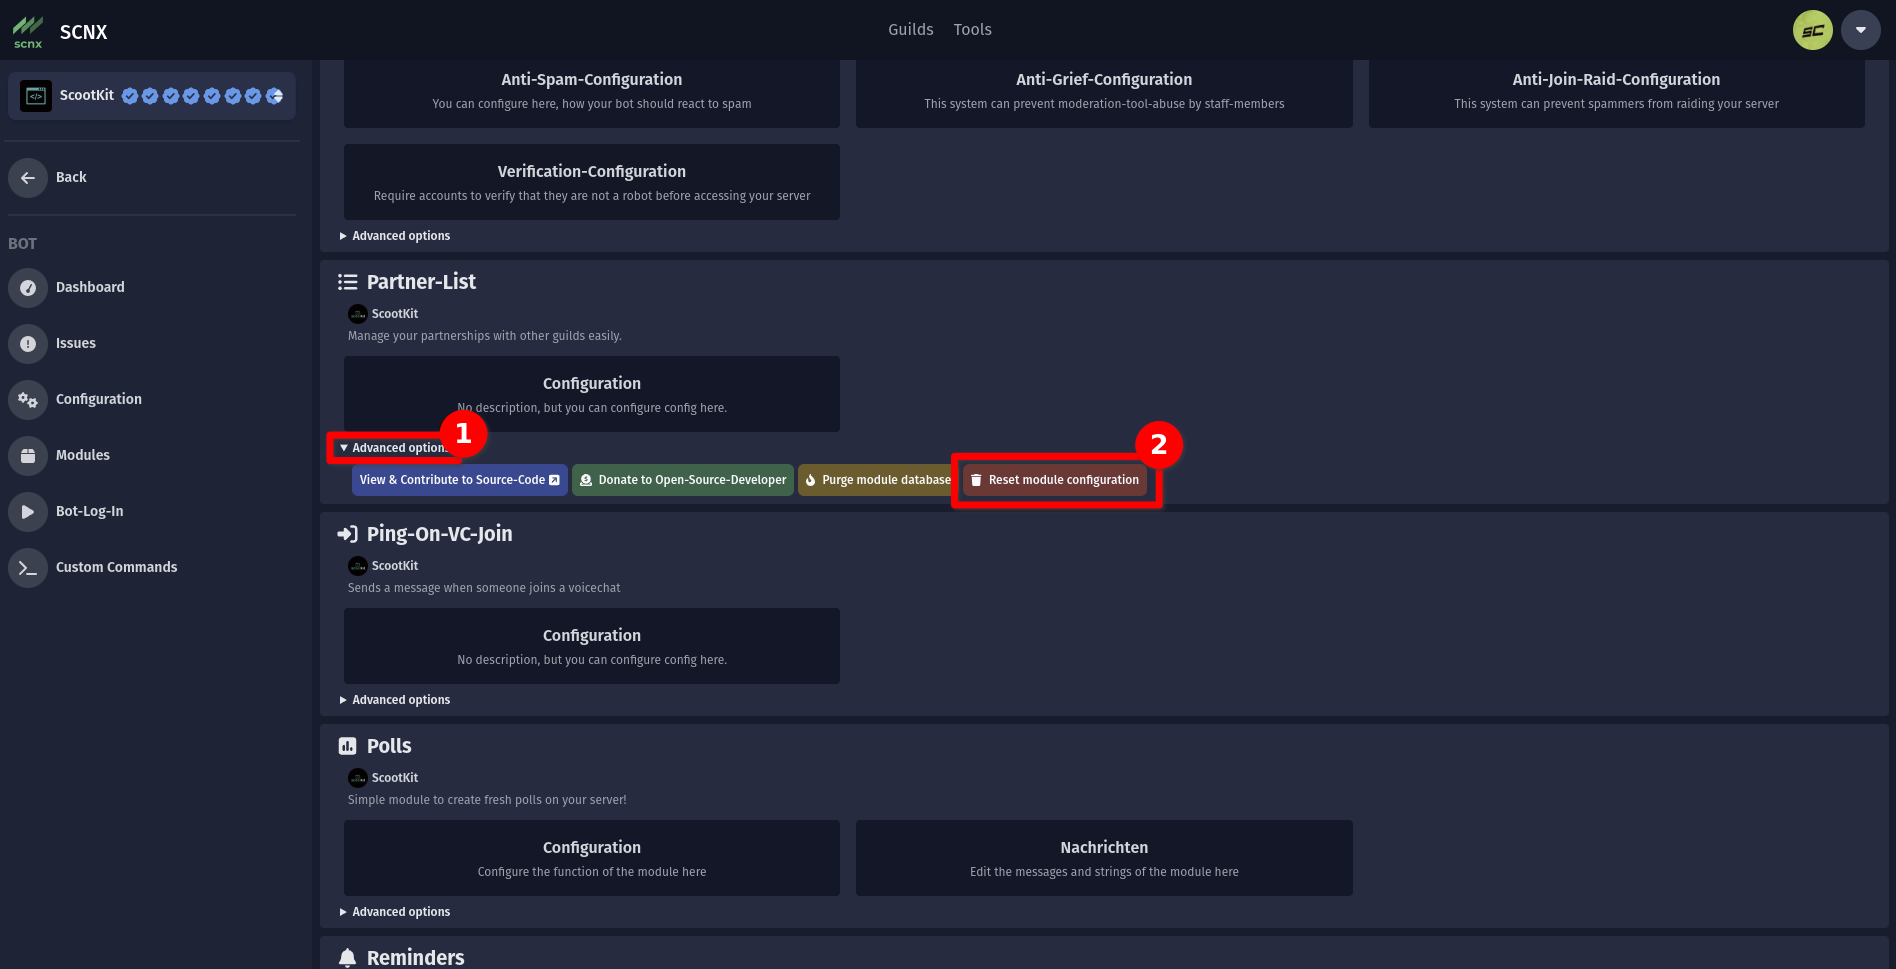 scnx
SCNX
Guilds
Tools
SC
ScootKit
Back
BOT
Dashboard
Issues
Configuration
Modules
Bot-Log-In
Custom Commands
Anti-Spam-Configuration
You can configure here, how your bot should react to spam
Anti-Grief-Configuration
This system can prevent moderation-tool-abuse by staff-members
Anti-Join-Raid-Configuration
This system can prevent spammers from raiding your server
Verification-Configuration
Require accounts to verify that they are not a robot before accessing your server
Advanced options
Partner-List
ScootKit
Manage your partnerships with other guilds easily.
Configuration
No description, but you can configure config here.
Advanced options
1
2
View & Contribute to Source-Code
Donate to Open-Source-Developer
Purge module database
Reset module configuration
Ping-On-VC-Join
ScootKit
Sends a message when someone joins a voicechat
Configuration
No description, but you can configure config here.
Advanced options
Polls
ScootKit
Simple module to create fresh polls on your server!
Configuration
Configure the function of the module here
Nachrichten
Edit the messages and strings of the module here
Advanced options
Reminders